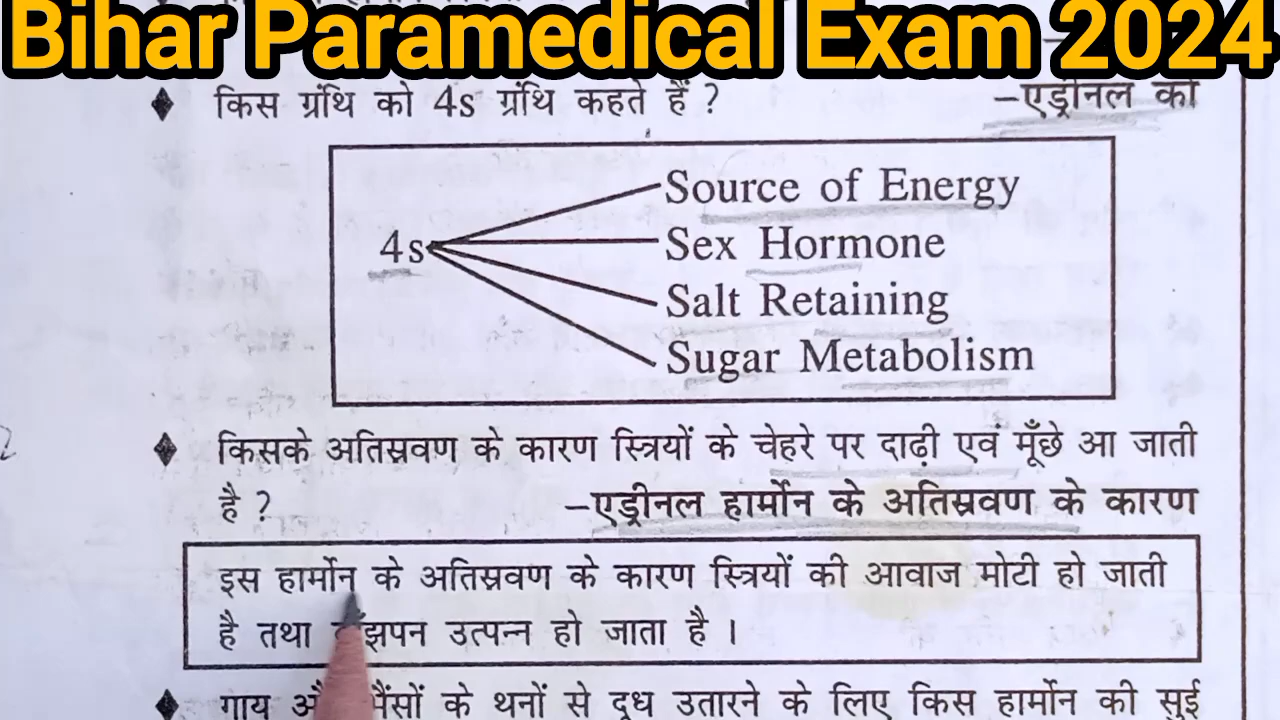 Bihar Paramedical Exam 2024
♦ किस ग्रंथि को 4s ग्रंथि कहते हैं ? –एड्रीनल को
Source of Energy
4s
Sex Hormone
Salt Retaining
Sugar Metabolism
♦ किसके अतिस्रवण के कारण स्त्रियों के चेहरे पर दाढ़ी एवं मूँछे आ जाती
है ? –एड्रीनल हार्मोन के अतिस्रवण के कारण
इस हार्मोन के अतिस्रवण के कारण स्त्रियों की आवाज मोटी हो जाती
है तथा उत्पन्न हो जाता है ।
♦ गाय के थनों से दूध उतारने के लिए किस हार्मोन की सुई